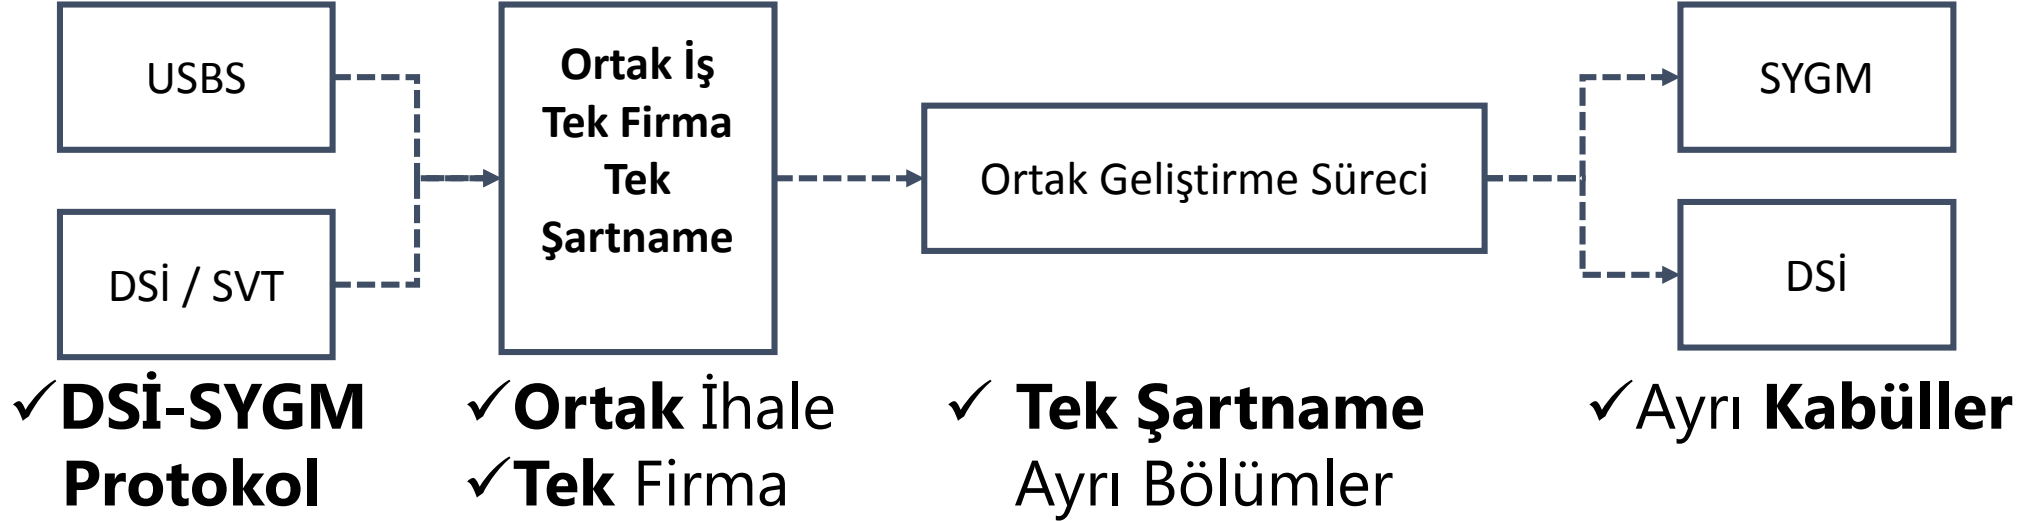 USBS
DSİ / SVT
Ortak İş
Tek Firma
Tek
Şartname
Ortak Geliştirme Süreci
SYGM
DSİ
✓DSİ-SYGM
Protokol
✓Ortak İhale
✓Tek Firma
✓ Tek Şartname
Ayrı Bölümler
✓Ayrı Kabüller